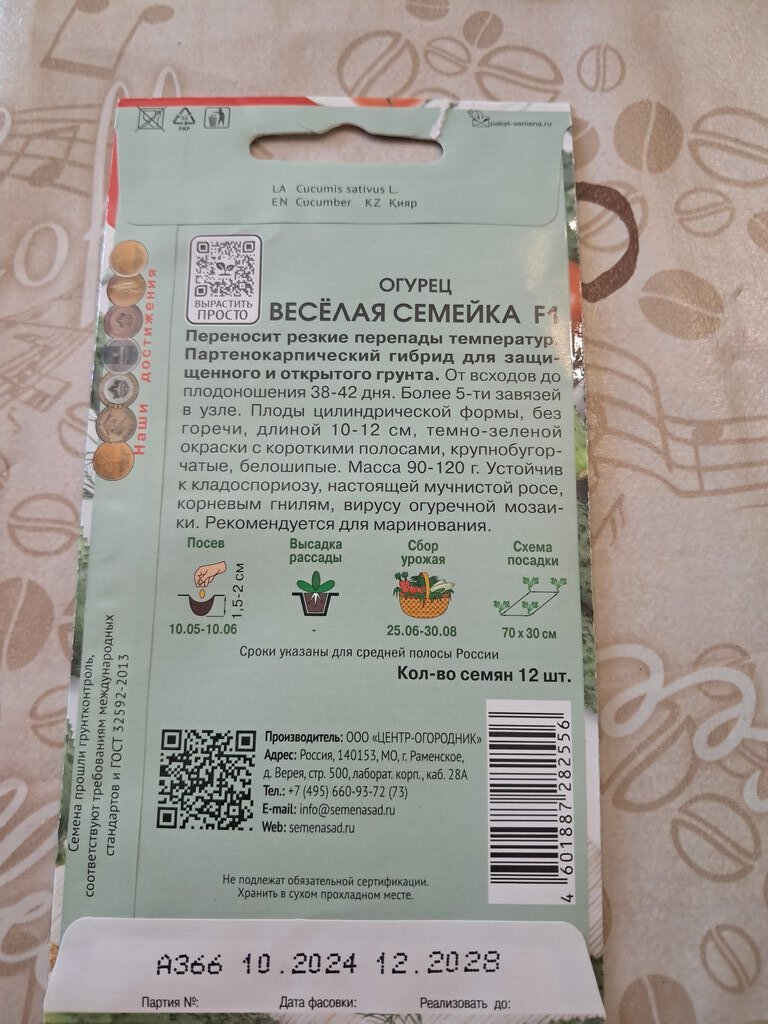 PAP
paket-semena.ru
LA Cucumis sativus L.
EN Cucumber KZ Қияр
ВЫРАСТИТЬ
ПРОСТО
ОГУРЕЦ
ВЕСЁЛАЯ СЕМЕЙКА F1
Переносит резкие перепады температур.
Партенокарпический гибрид для защи-
щенного и открытого грунта. От всходов до
плодоношения 38-42 дня. Более 5-ти завязей
в узле. Плоды цилиндрической формы, без
горечи, длиной 10-12 см, темно-зеленой
окраски с короткими полосами, крупнобугор-
чатые, белошипые. Масса 90-120 г. Устойчив
к кладоспориозу, настоящей мучнистой росе,
корневым гнилям, вирусу огуречной мозаи-
ки. Рекомендуется для маринования.
Наши достижения
Посев
1,5-2 см
10.05-10.06
Высадка
рассады
-
Сбор
урожая
25.06-30.08
Схема
посадки
70 х 30 см
Сроки указаны для средней полосы России
Кол-во семян 12 шт.
Семена прошли грунтконтроль,
соответствуют требованиям международных
стандартов и ГОСТ 32592-2013
Производитель: ООО «ЦЕНТР-ОГОРОДНИК»
Адрес: Россия, 140153, МО, г. Раменское,
д. Верея, стр. 500, лаборат. корп., каб. 28А
Тел.: +7 (495) 660-93-72 (73)
E-mail: info@semenasad.ru
Web: semenasad.ru
4 601887 282556
Не подлежат обязательной сертификации.
Хранить в сухом прохладном месте.
А366 10.2024 12.2028
Партия №: Дата фасовки: Реализовать до: